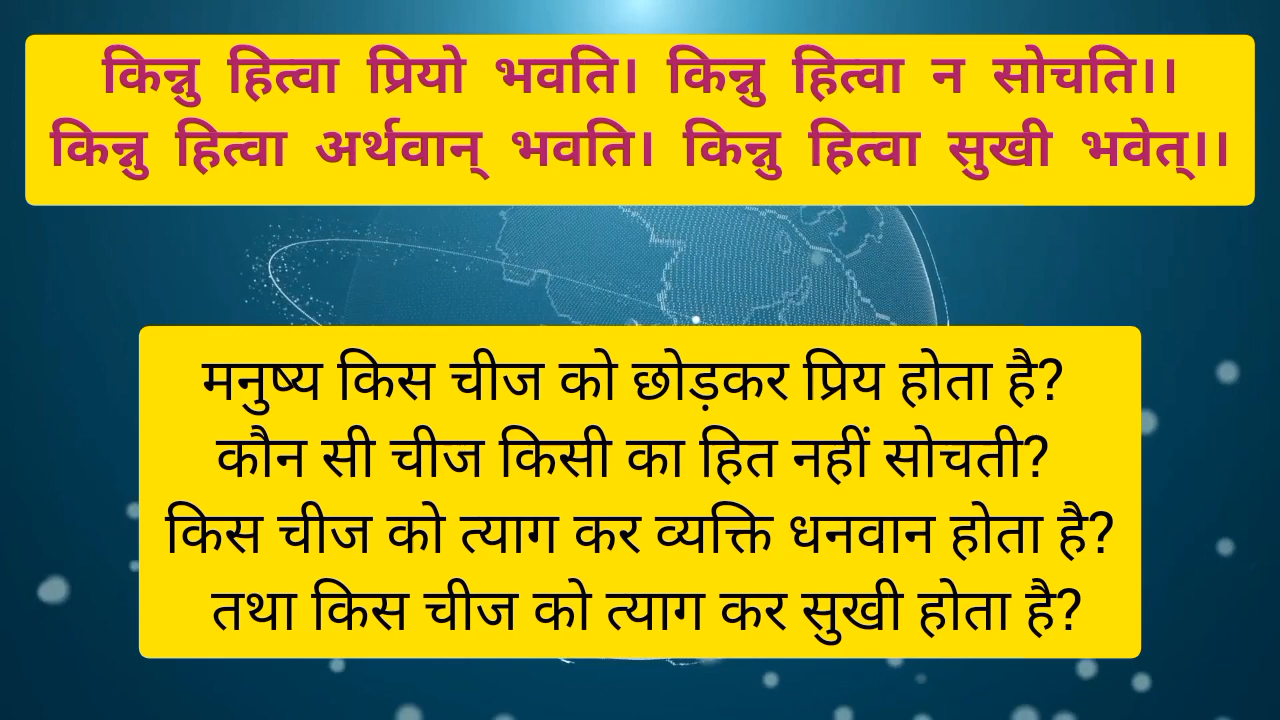 किन्नु हित्वा प्रियो भवति। किन्नु हित्वा न सोचति।।
किन्नु हित्वा अर्थवान् भवति। किन्नु हित्वा सुखी भवेत्।।
मनुष्य किस चीज को छोड़कर प्रिय होता है?
कौन सी चीज किसी का हित नहीं सोचती?
किस चीज को त्याग कर व्यक्ति धनवान होता है?
तथा किस चीज को त्याग कर सुखी होता है?